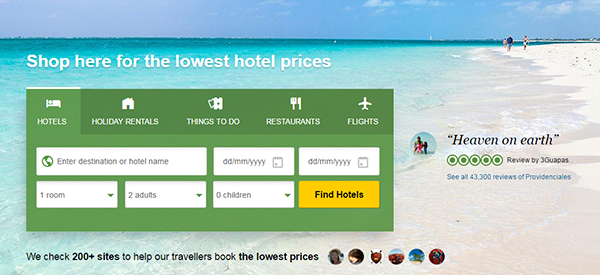 Shop here for the lowest hotel prices
HOTELS
HOLIDAY RENTALS
THINGS TO DO
RESTAURANTS
FLIGHTS
Enter destination or hotel name
dd/mm/yyyy
dd/mm/yyyy
1 room
2 adults
0 children
Find Hotels
“Heaven on earth”
Review by 3Guapas
See all 43,300 reviews of Providenciales
We check 200+ sites to help our travellers book the lowest prices